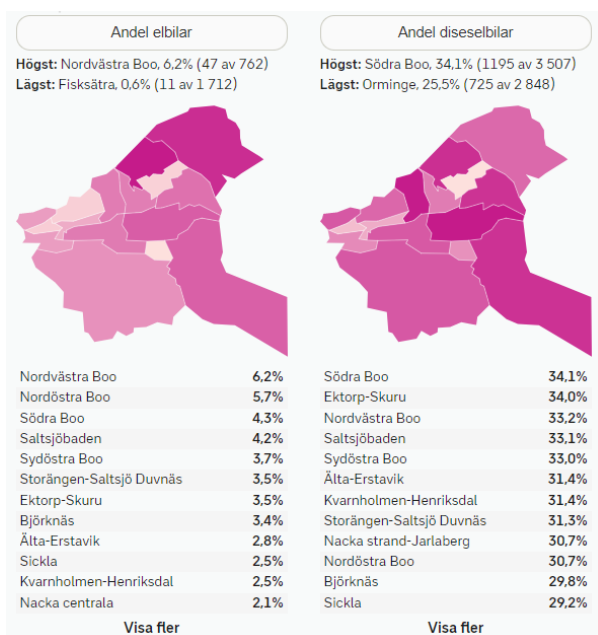 Andel elbilar
Högst: Nordvästra Boo, 6,2% (47 av 762)
Lägst: Fisksätra, 0,6% (11 av 1 712)
Nordvästra Boo 6,2%
Nordöstra Boo 5,7%
Södra Boo 4,3%
Saltsjöbaden 4,2%
Sydöstra Boo 3,7%
Storängen-Saltsjö Duvnäs 3,5%
Ektorp-Skuru 3,5%
Björknäs 3,4%
Älta-Erstavik 2,8%
Sickla 2,5%
Kvarnholmen-Henriksdal 2,5%
Nacka centrala 2,1%
Visa fler
Andel dieselbilar
Högst: Södra Boo, 34,1% (1195 av 3 507)
Lägst: Orminge, 25,5% (725 av 2 848)
Södra Boo 34,1%
Ektorp-Skuru 34,0%
Nordvästra Boo 33,2%
Saltsjöbaden 33,1%
Sydöstra Boo 33,0%
Älta-Erstavik 31,4%
Kvarnholmen-Henriksdal 31,4%
Storängen-Saltsjö Duvnäs 31,3%
Nacka strand-Jarlaberg 30,7%
Nordöstra Boo 30,7%
Björknäs 29,8%
Sickla 29,2%
Visa fler